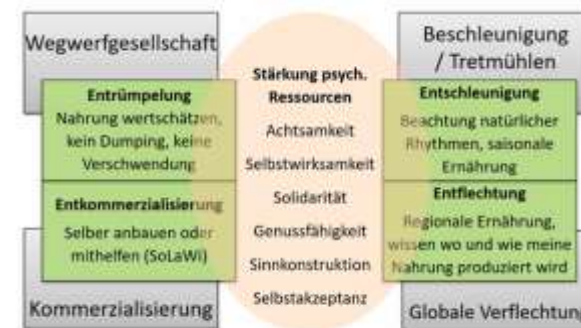 Wegwerfgesellschaft
Entrümpelung
Nahrung wertschätzen,
kein Dumping, keine
Verschwendung
Entkommerzialisierung
Selber anbauen oder
mithelfen (SoLaWi)
Kommerzialisierung
Stärkung psych.
Ressourcen
Achtsamkeit
Selbstwirksamkeit
Solidarität
Genussfähigkeit
Sinnkonstruktion
Selbstakzeptanz
Beschleunigung
/ Tretmühlen
Entschleunigung
Beachtung natürlicher
Rhythmen, saisonale
Ernährung
Entflechtung
Regionale Ernährung,
wissen wo und wie meine
Nahrung produziert wird
Globale Verflechtung